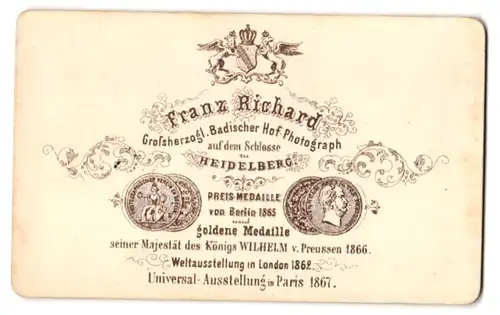 Franz Richard
Grofsherzogl. Badischer Hof Photograph
auf dem Schlosse
HEIDELBERG.
PREIS-MEDAILLE
von Berlin 1865
goldene Medaille
seiner Majestät des Königs WILHELM v. Preussen 1866.
Weltausstellung in London 1862.
Universal-Ausstellung in Paris 1867.